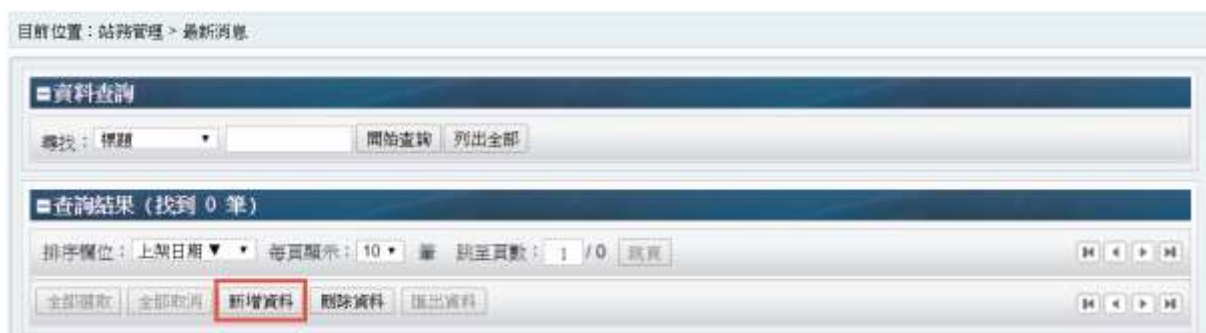 目前位置：站務管理 > 最新消息
資料查詢
尋找： 標題 開始查詢 列出全部
查詢結果 (找到 0 筆)
排序欄位： 上架日期▼ 每頁顯示： 10 筆 跳至頁數： 1 / 0 跳頁
全部選取 全部取消 新增資料 刪除資料 匯出資料